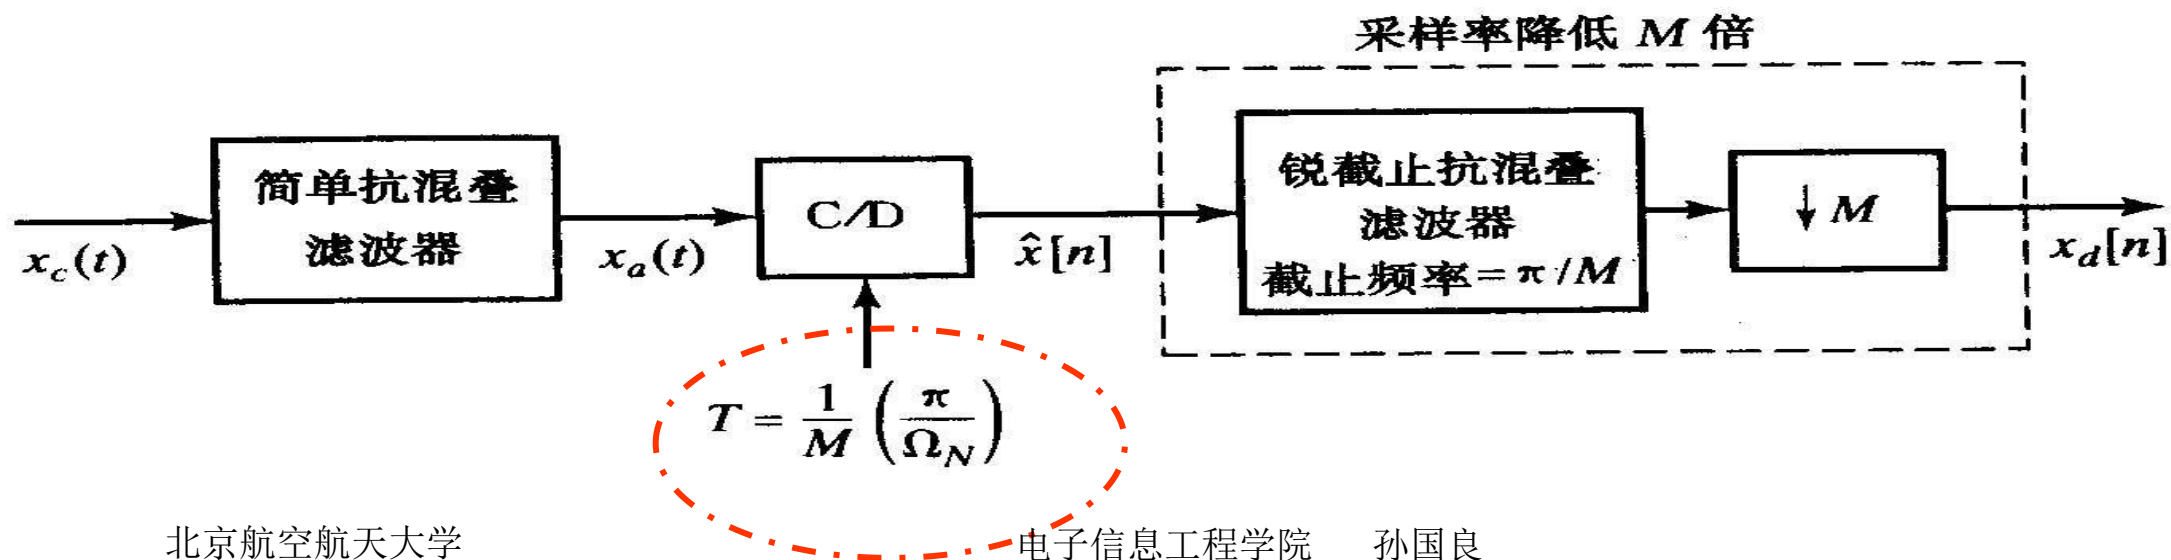 采样率降低 M 倍
简单抗混叠
滤波器
C/D
锐截止抗混叠
滤波器
截止频率=π/M
↓M
x_c(t)
x_a(t)
x̂[n]
x_d[n]
T = 1/M (π/Ω_N)
北京航空航天大学 电子信息工程学院 孙国良